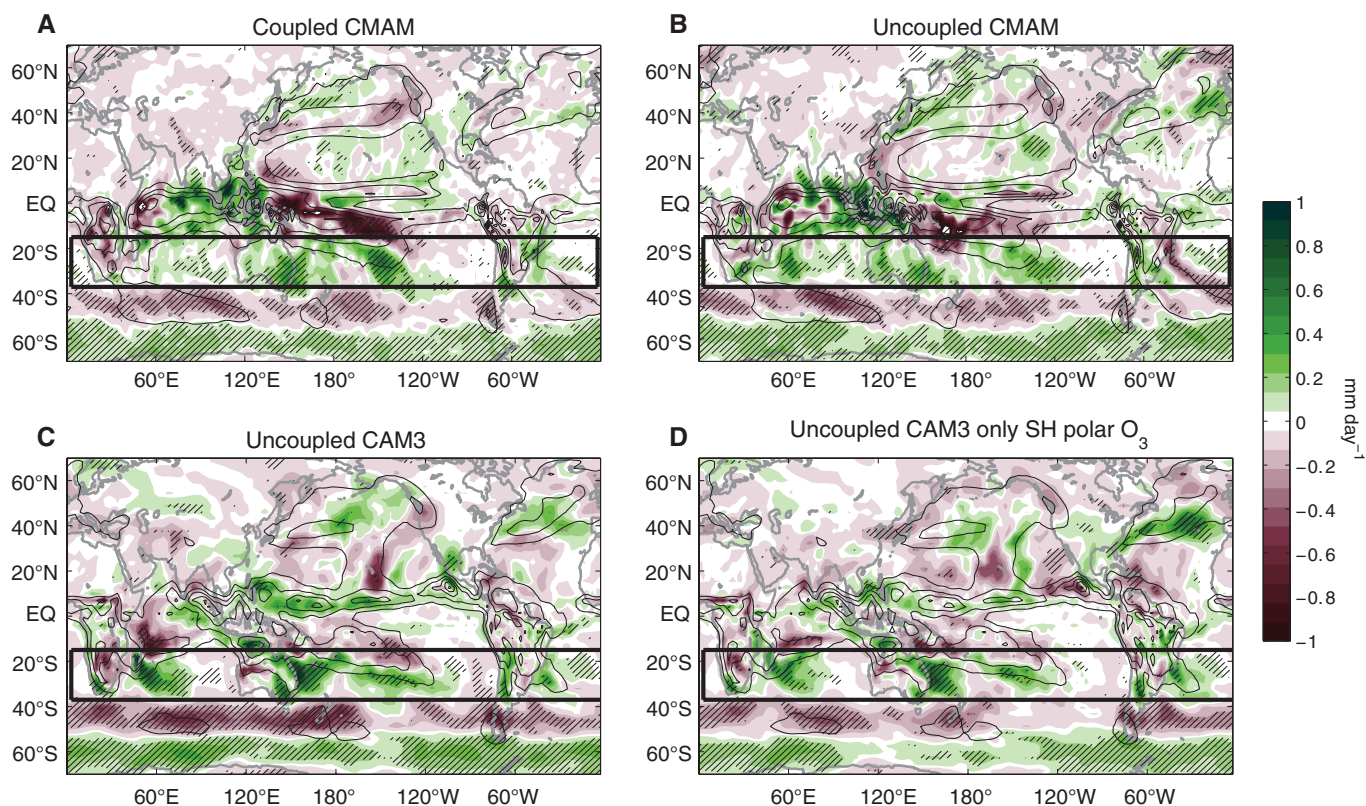 A
Coupled CMAM
60°N
40°N
20°N
EQ
20°S
40°S
60°S
60°E
120°E
180°
120°W
60°W
B
Uncoupled CMAM
60°N
40°N
20°N
EQ
20°S
40°S
60°S
60°E
120°E
180°
120°W
60°W
C
Uncoupled CAM3
60°N
40°N
20°N
EQ
20°S
40°S
60°S
60°E
120°E
180°
120°W
60°W
D
Uncoupled CAM3 only SH polar O3
60°N
40°N
20°N
EQ
20°S
40°S
60°S
60°E
120°E
180°
120°W
60°W
1
0.8
0.6
0.4
0.2
0
−0.2
−0.4
−0.6
−0.8
−1
mm day−1